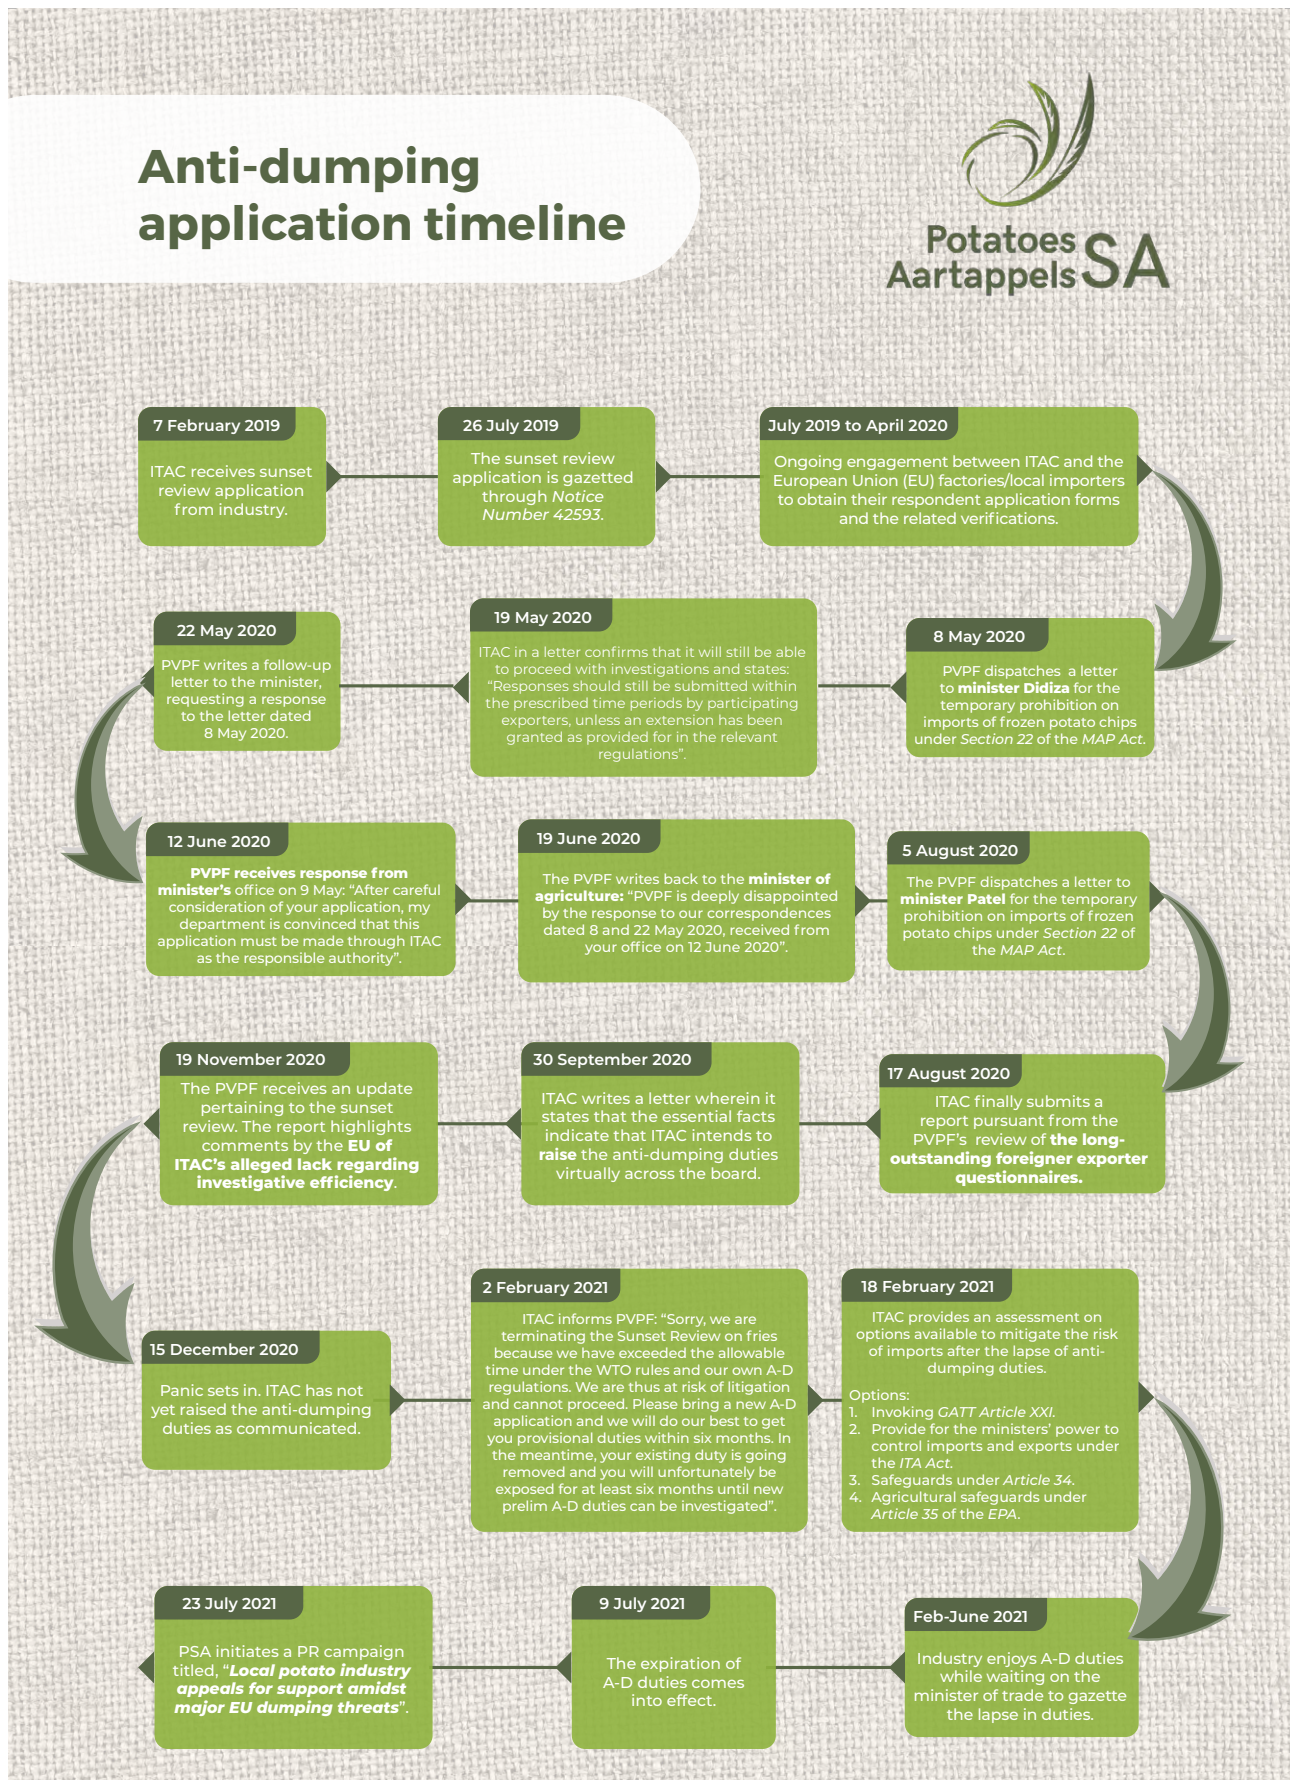 Anti-dumping
application timeline
Potatoes
Aartappels SA
7 February 2019
ITAC receives sunset
review application
from industry.
26 July 2019
The sunset review
application is gazetted
through Notice
Number 42593.
July 2019 to April 2020
Ongoing engagement between ITAC and the
European Union (EU) factories/local importers
to obtain their respondent application forms
and the related verifications.
8 May 2020
PVPF dispatches a letter
to minister Didiza for the
temporary prohibition on
imports of frozen potato chips
under Section 22 of the MAP Act.
19 May 2020
ITAC in a letter confirms that it will still be able
to proceed with investigations and states:
“Responses should still be submitted within
the prescribed time periods by participating
exporters, unless an extension has been
granted as provided for in the relevant
regulations”.
22 May 2020
PVPF writes a follow-up
letter to the minister,
requesting a response
to the letter dated
8 May 2020.
12 June 2020
PVPF receives response from
minister’s office on 9 May: “After careful
consideration of your application, my
department is convinced that this
application must be made through ITAC
as the responsible authority”.
19 June 2020
The PVPF writes back to the minister of
agriculture: “PVPF is deeply disappointed
by the response to our correspondences
dated 8 and 22 May 2020, received from
your office on 12 June 2020”.
5 August 2020
The PVPF dispatches a letter to
minister Patel for the temporary
prohibition on imports of frozen
potato chips under Section 22 of
the MAP Act.
17 August 2020
ITAC finally submits a
report pursuant from the
PVPF’s review of the long-
outstanding foreigner exporter
questionnaires.
30 September 2020
ITAC writes a letter wherein it
states that the essential facts
indicate that ITAC intends to
raise the anti-dumping duties
virtually across the board.
19 November 2020
The PVPF receives an update
pertaining to the sunset
review. The report highlights
comments by the EU of
ITAC’s alleged lack regarding
investigative efficiency.
15 December 2020
Panic sets in. ITAC has not
yet raised the anti-dumping
duties as communicated.
2 February 2021
ITAC informs PVPF: “Sorry, we are
terminating the Sunset Review on fries
because we have exceeded the allowable
time under the WTO rules and our own A-D
regulations. We are thus at risk of litigation
and cannot proceed. Please bring a new A-D
application and we will do our best to get
you provisional duties within six months. In
the meantime, your existing duty is going
removed and you will unfortunately be
exposed for at least six months until new
prelim A-D duties can be investigated”.
18 February 2021
ITAC provides an assessment on
options available to mitigate the risk
of imports after the lapse of anti-
dumping duties.
Options:
1. Invoking GATT Article XXI.
2. Provide for the ministers’ power to
control imports and exports under
the ITA Act.
3. Safeguards under Article 34.
4. Agricultural safeguards under
Article 35 of the EPA.
Feb-June 2021
Industry enjoys A-D duties
while waiting on the
minister of trade to gazette
the lapse in duties.
9 July 2021
The expiration of
A-D duties comes
into effect.
23 July 2021
PSA initiates a PR campaign
titled, “Local potato industry
appeals for support amidst
major EU dumping threats”.